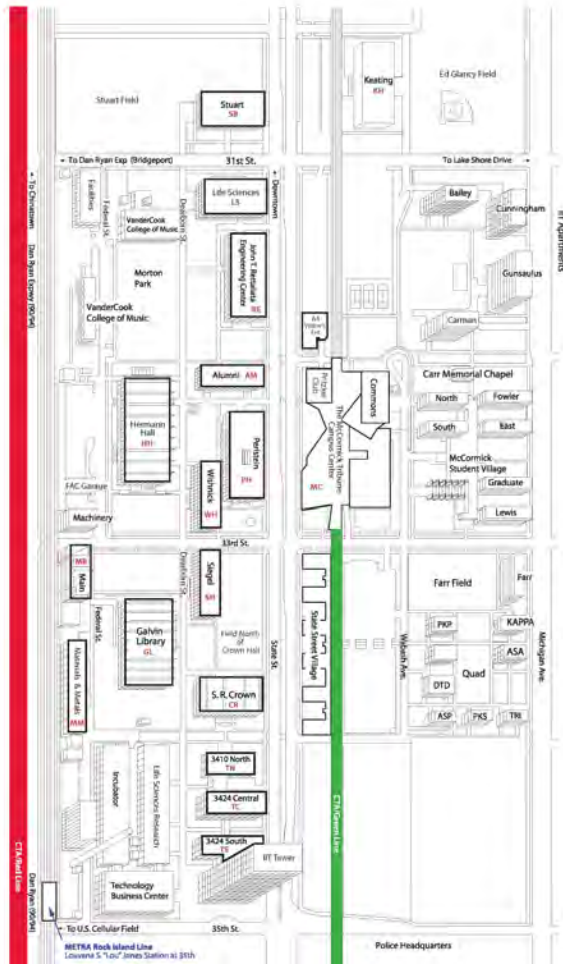 Stuart Field
Stuart
SB
Keating
KH
Ed Glancy Field
← To Dan Ryan Exp (Bridgeport)
31st St.
To Lake Shore Drive →
← To Chinatown
Dan Ryan Expwy (90/94)
Facilities
Federal St.
VanderCook
College of Music
Dearborn St.
Life Sciences
LS
← Downtown
Bailey
Cunningham
IIT Apartments
Morton
Park
John T. Rettaliata
Engineering Center
RE
Gunsaulus
VanderCook
College of Music
Carman
Alumni AM
Pritzker
Club
Commons
Carr Memorial Chapel
North
Fowler
South
East
Hermann
Hall
HH
Perlstein
PH
The McCormick Tribune
Campus Center
MC
McCormick
Student Village
Wishnick
WH
FAC Garage
Graduate
Machinery
Lewis
33rd St.
MB
Main
Dearborn St.
Siegel
SH
Farr Field
Farr
Galvin
Library
GL
Field North of
Crown Hall
State St.
State Street Village
Wabash Ave.
Michigan Ave.
PKP
KAPPA
ASA
Quad
DTD
ASP
PKS
TRI
Federal St.
Materials & Metals
MM
S. R. Crown
CR
3410 North
TN
3424 Central
TC
3424 South
TS
Incubator
Life Sciences Research
IIT Tower
Technology
Business Center
CTA/Green Line
CTA/Red Line
Dan Ryan (90/94)
← To U.S. Cellular Field
35th St.
METRA Rock Island Line
Louvena S. "Lou" Jones Station at 35th
Police Headquarters